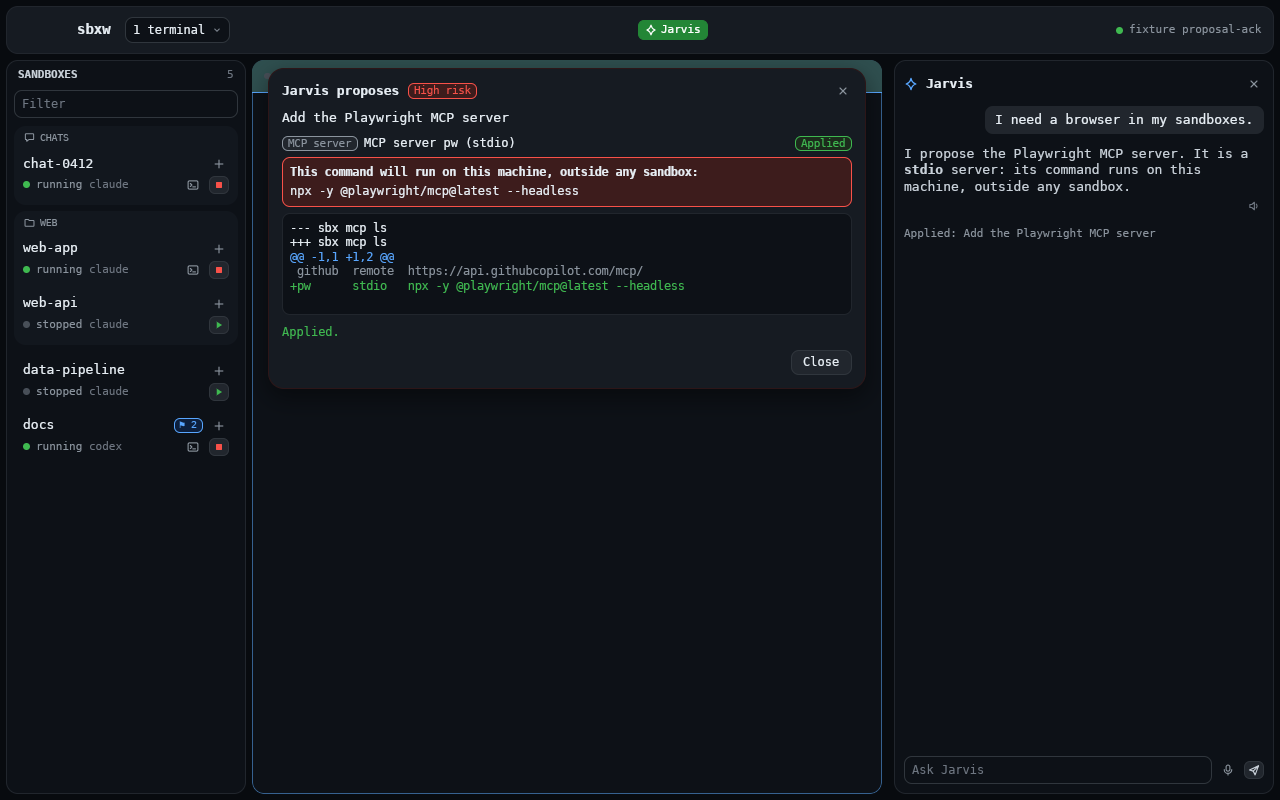 sbxw
1 terminal
Jarvis
fixture proposal-ack
SANDBOXES
5
Filter
CHATS
chat-0412
running claude
WEB
web-app
running claude
web-api
stopped claude
data-pipeline
stopped claude
docs
2
running codex
Jarvis proposes
High risk
Add the Playwright MCP server
MCP server
MCP server pw (stdio)
Applied
This command will run on this machine, outside any sandbox:
npx -y @playwright/mcp@latest --headless
--- sbx mcp ls
+++ sbx mcp ls
@@ -1,1 +1,2 @@
github  remote  https://api.githubcopilot.com/mcp/
+pw      stdio   npx -y @playwright/mcp@latest --headless
Applied.
Close
Jarvis
I need a browser in my sandboxes.
I propose the Playwright MCP server. It is a
stdio server: its command runs on this
machine, outside any sandbox.
Applied: Add the Playwright MCP server
Ask Jarvis